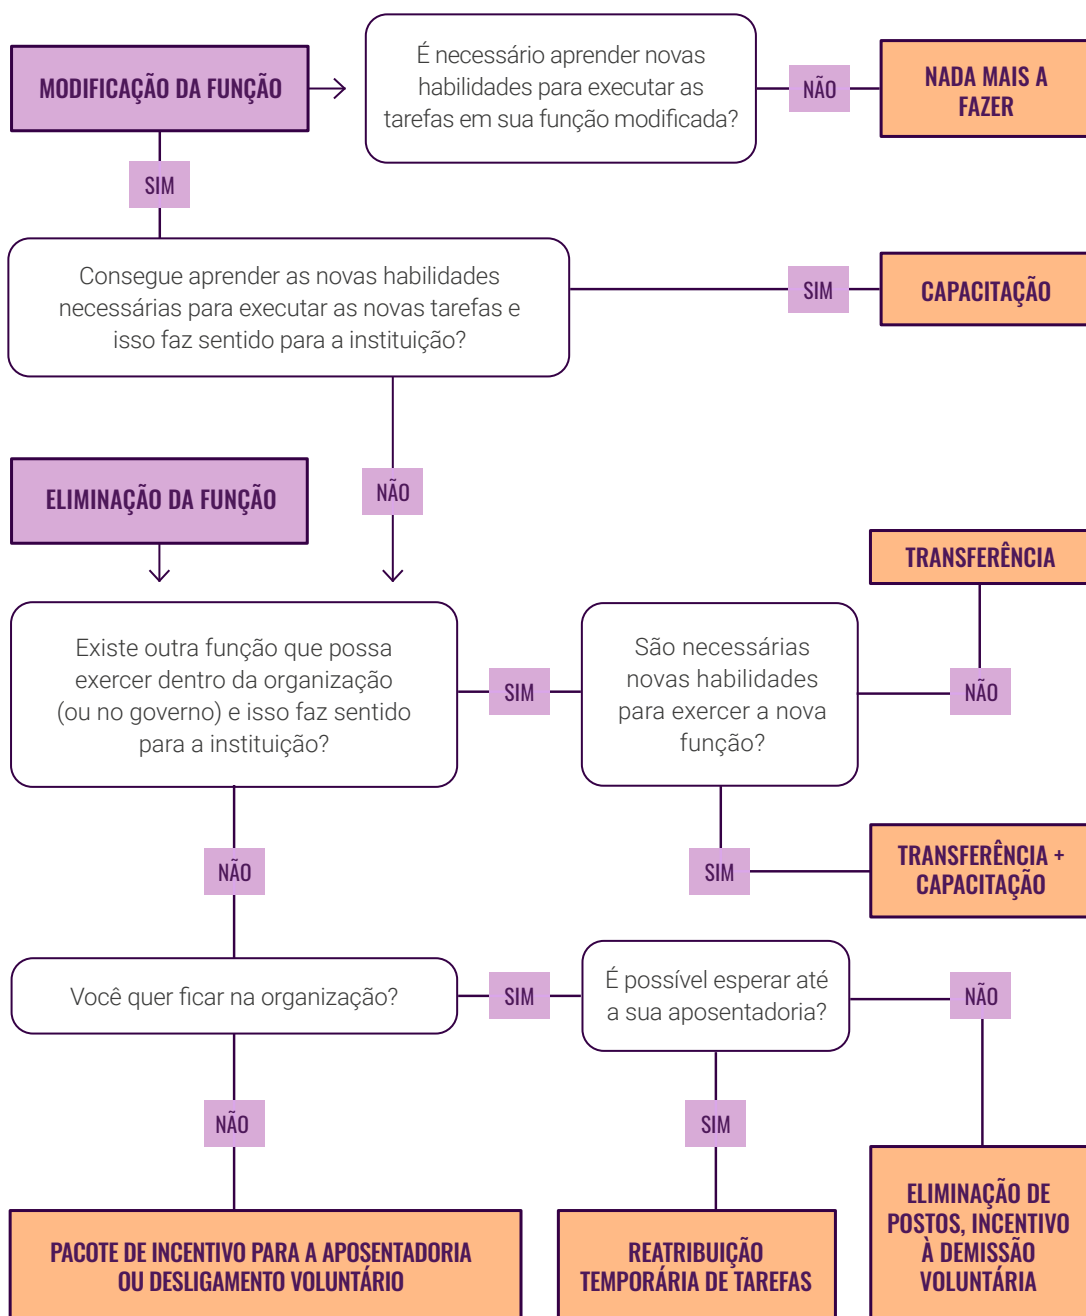 MODIFICAÇÃO DA FUNÇÃO
É necessário aprender novas
habilidades para executar as
tarefas em sua função modificada?
NÃO
NADA MAIS A
FAZER
SIM
Consegue aprender as novas habilidades
necessárias para executar as novas tarefas e
isso faz sentido para a instituição?
SIM
CAPACITAÇÃO
NÃO
ELIMINAÇÃO DA FUNÇÃO
Existe outra função que possa
exercer dentro da organização
(ou no governo) e isso faz sentido
para a instituição?
SIM
São necessárias
novas habilidades
para exercer a nova
função?
NÃO
TRANSFERÊNCIA
SIM
TRANSFERÊNCIA +
CAPACITAÇÃO
NÃO
Você quer ficar na organização?
SIM
É possível esperar até
a sua aposentadoria?
NÃO
NÃO
SIM
PACOTE DE INCENTIVO PARA A APOSENTADORIA
OU DESLIGAMENTO VOLUNTÁRIO
REATRIBUIÇÃO
TEMPORÁRIA DE TAREFAS
ELIMINAÇÃO DE
POSTOS, INCENTIVO
À DEMISSÃO
VOLUNTÁRIA